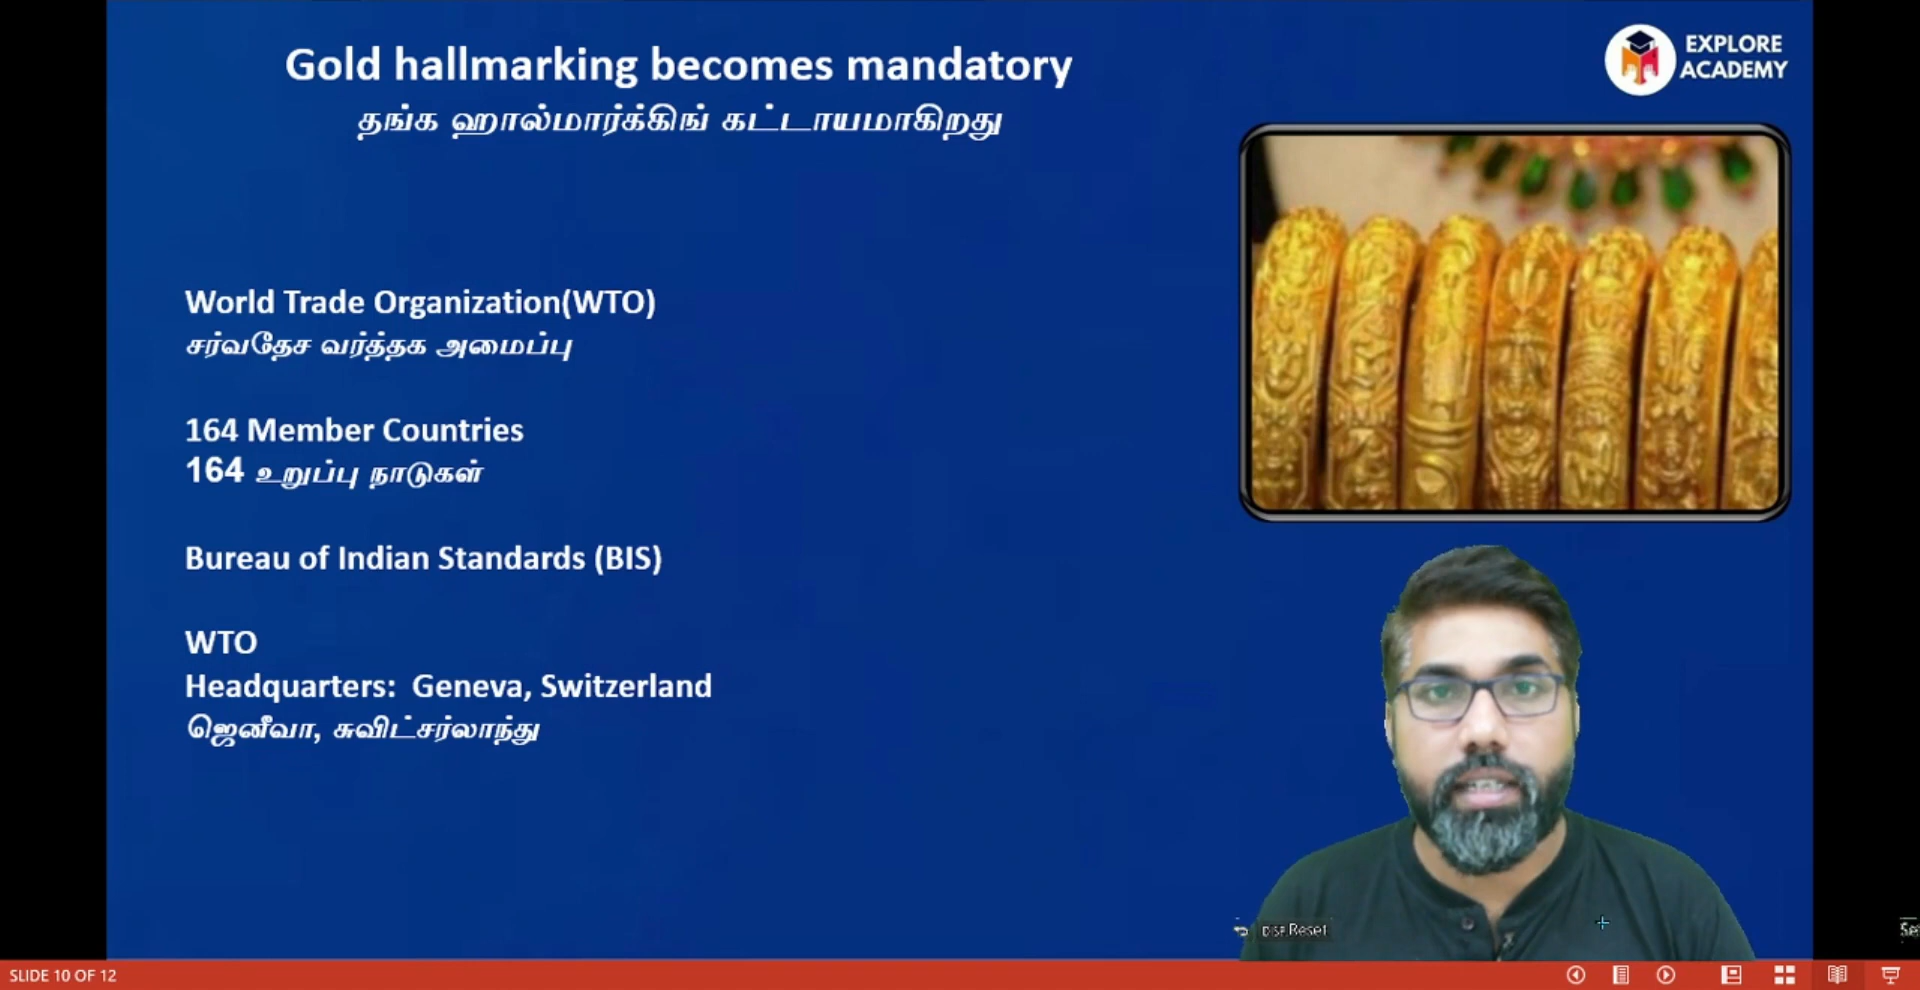 Gold hallmarking becomes mandatory
தங்க ஹால்மார்க்கிங் கட்டாயமாகிறது
EXPLORE
ACADEMY
World Trade Organization(WTO)
சர்வதேச வர்த்தக அமைப்பு
164 Member Countries
164 உறுப்பு நாடுகள்
Bureau of Indian Standards (BIS)
WTO
Headquarters: Geneva, Switzerland
ஜெனீவா, சுவிட்சர்லாந்து
Reset
SLIDE 10 OF 12